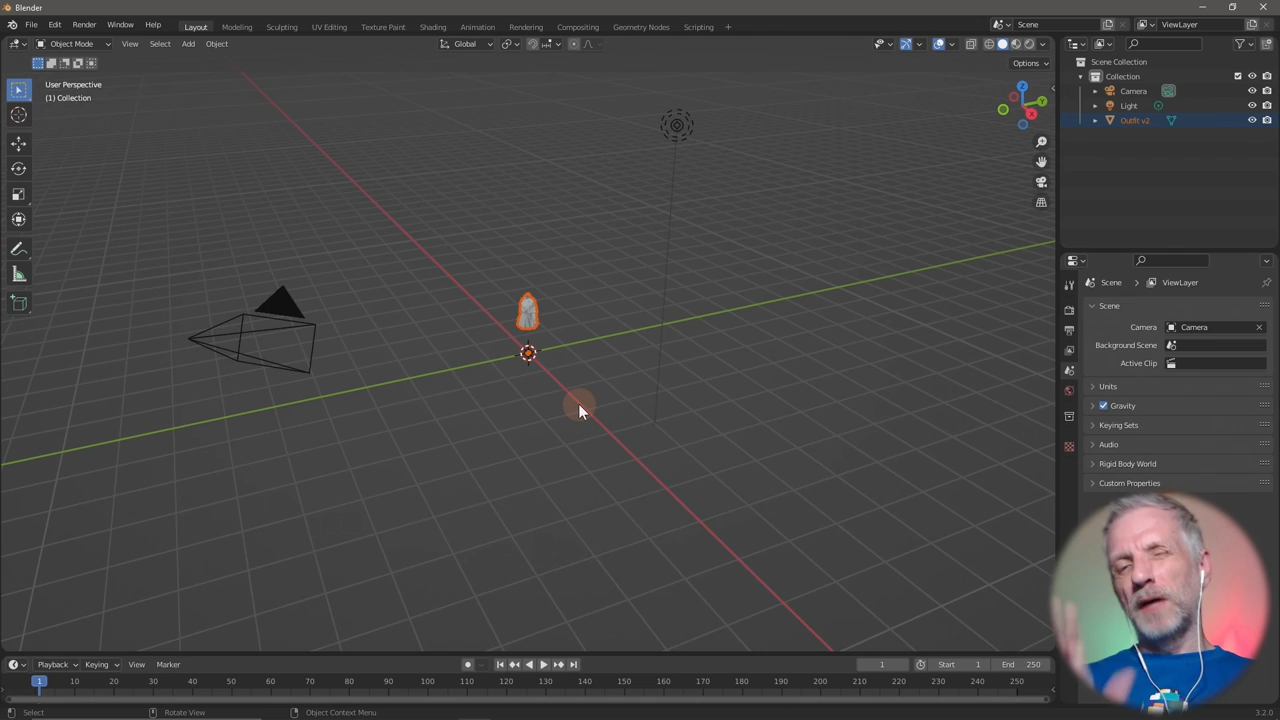 Blender
File Edit Render Window Help Layout Modeling Sculpting UV Editing Texture Paint Shading Animation Rendering Compositing Geometry Nodes Scripting + Scene ViewLayer
Object Mode View Select Add Object Global
Options
User Perspective
(1) Collection
Z
Y
X
Scene Collection
Collection
Camera
Light
Outfit v2
Scene ViewLayer
Scene
Camera Camera
Background Scene
Active Clip
Units
Gravity
Keying Sets
Audio
Rigid Body World
Custom Properties
Playback Keying View Marker 1 Start 1 End 250
1 10 20 30 40 50 60 70 80 90 100 110 120 130 140 150 160 170 180 190 200 210 220 230 240 250
Select Rotate View Object Context Menu 3.2.0